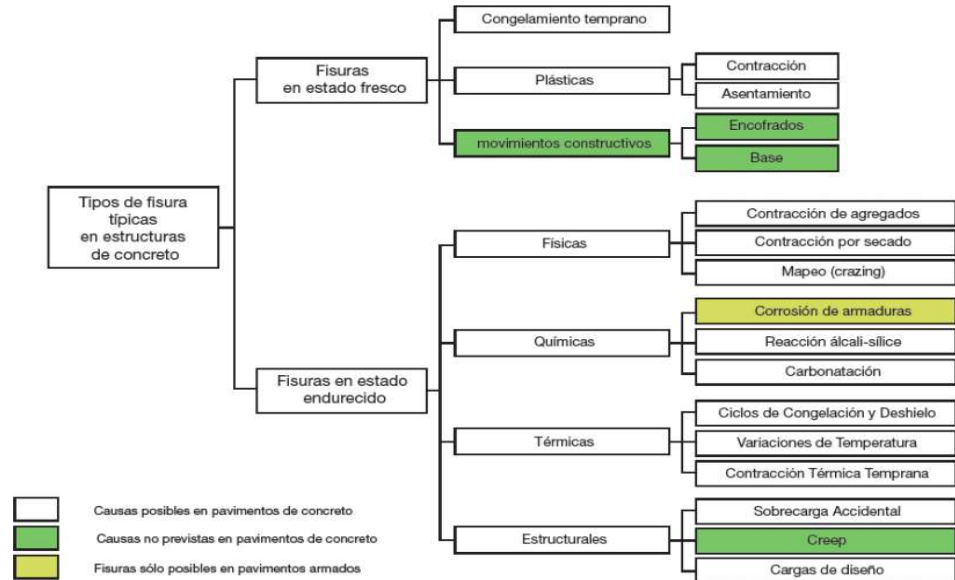 Tipos de fisura
típicas
en estructuras
de concreto
Fisuras
en estado fresco
Congelamiento temprano
Plásticas
Contracción
Asentamiento
movimientos constructivos
Encofrados
Base
Fisuras en estado
endurecido
Físicas
Contracción de agregados
Contracción por secado
Mapeo (crazing)
Químicas
Corrosión de armaduras
Reacción álcali-sílice
Carbonatación
Térmicas
Ciclos de Congelación y Deshielo
Variaciones de Temperatura
Contracción Térmica Temprana
Estructurales
Sobrecarga Accidental
Creep
Cargas de diseño
Causas posibles en pavimentos de concreto
Causas no previstas en pavimentos de concreto
Fisuras sólo posibles en pavimentos armados